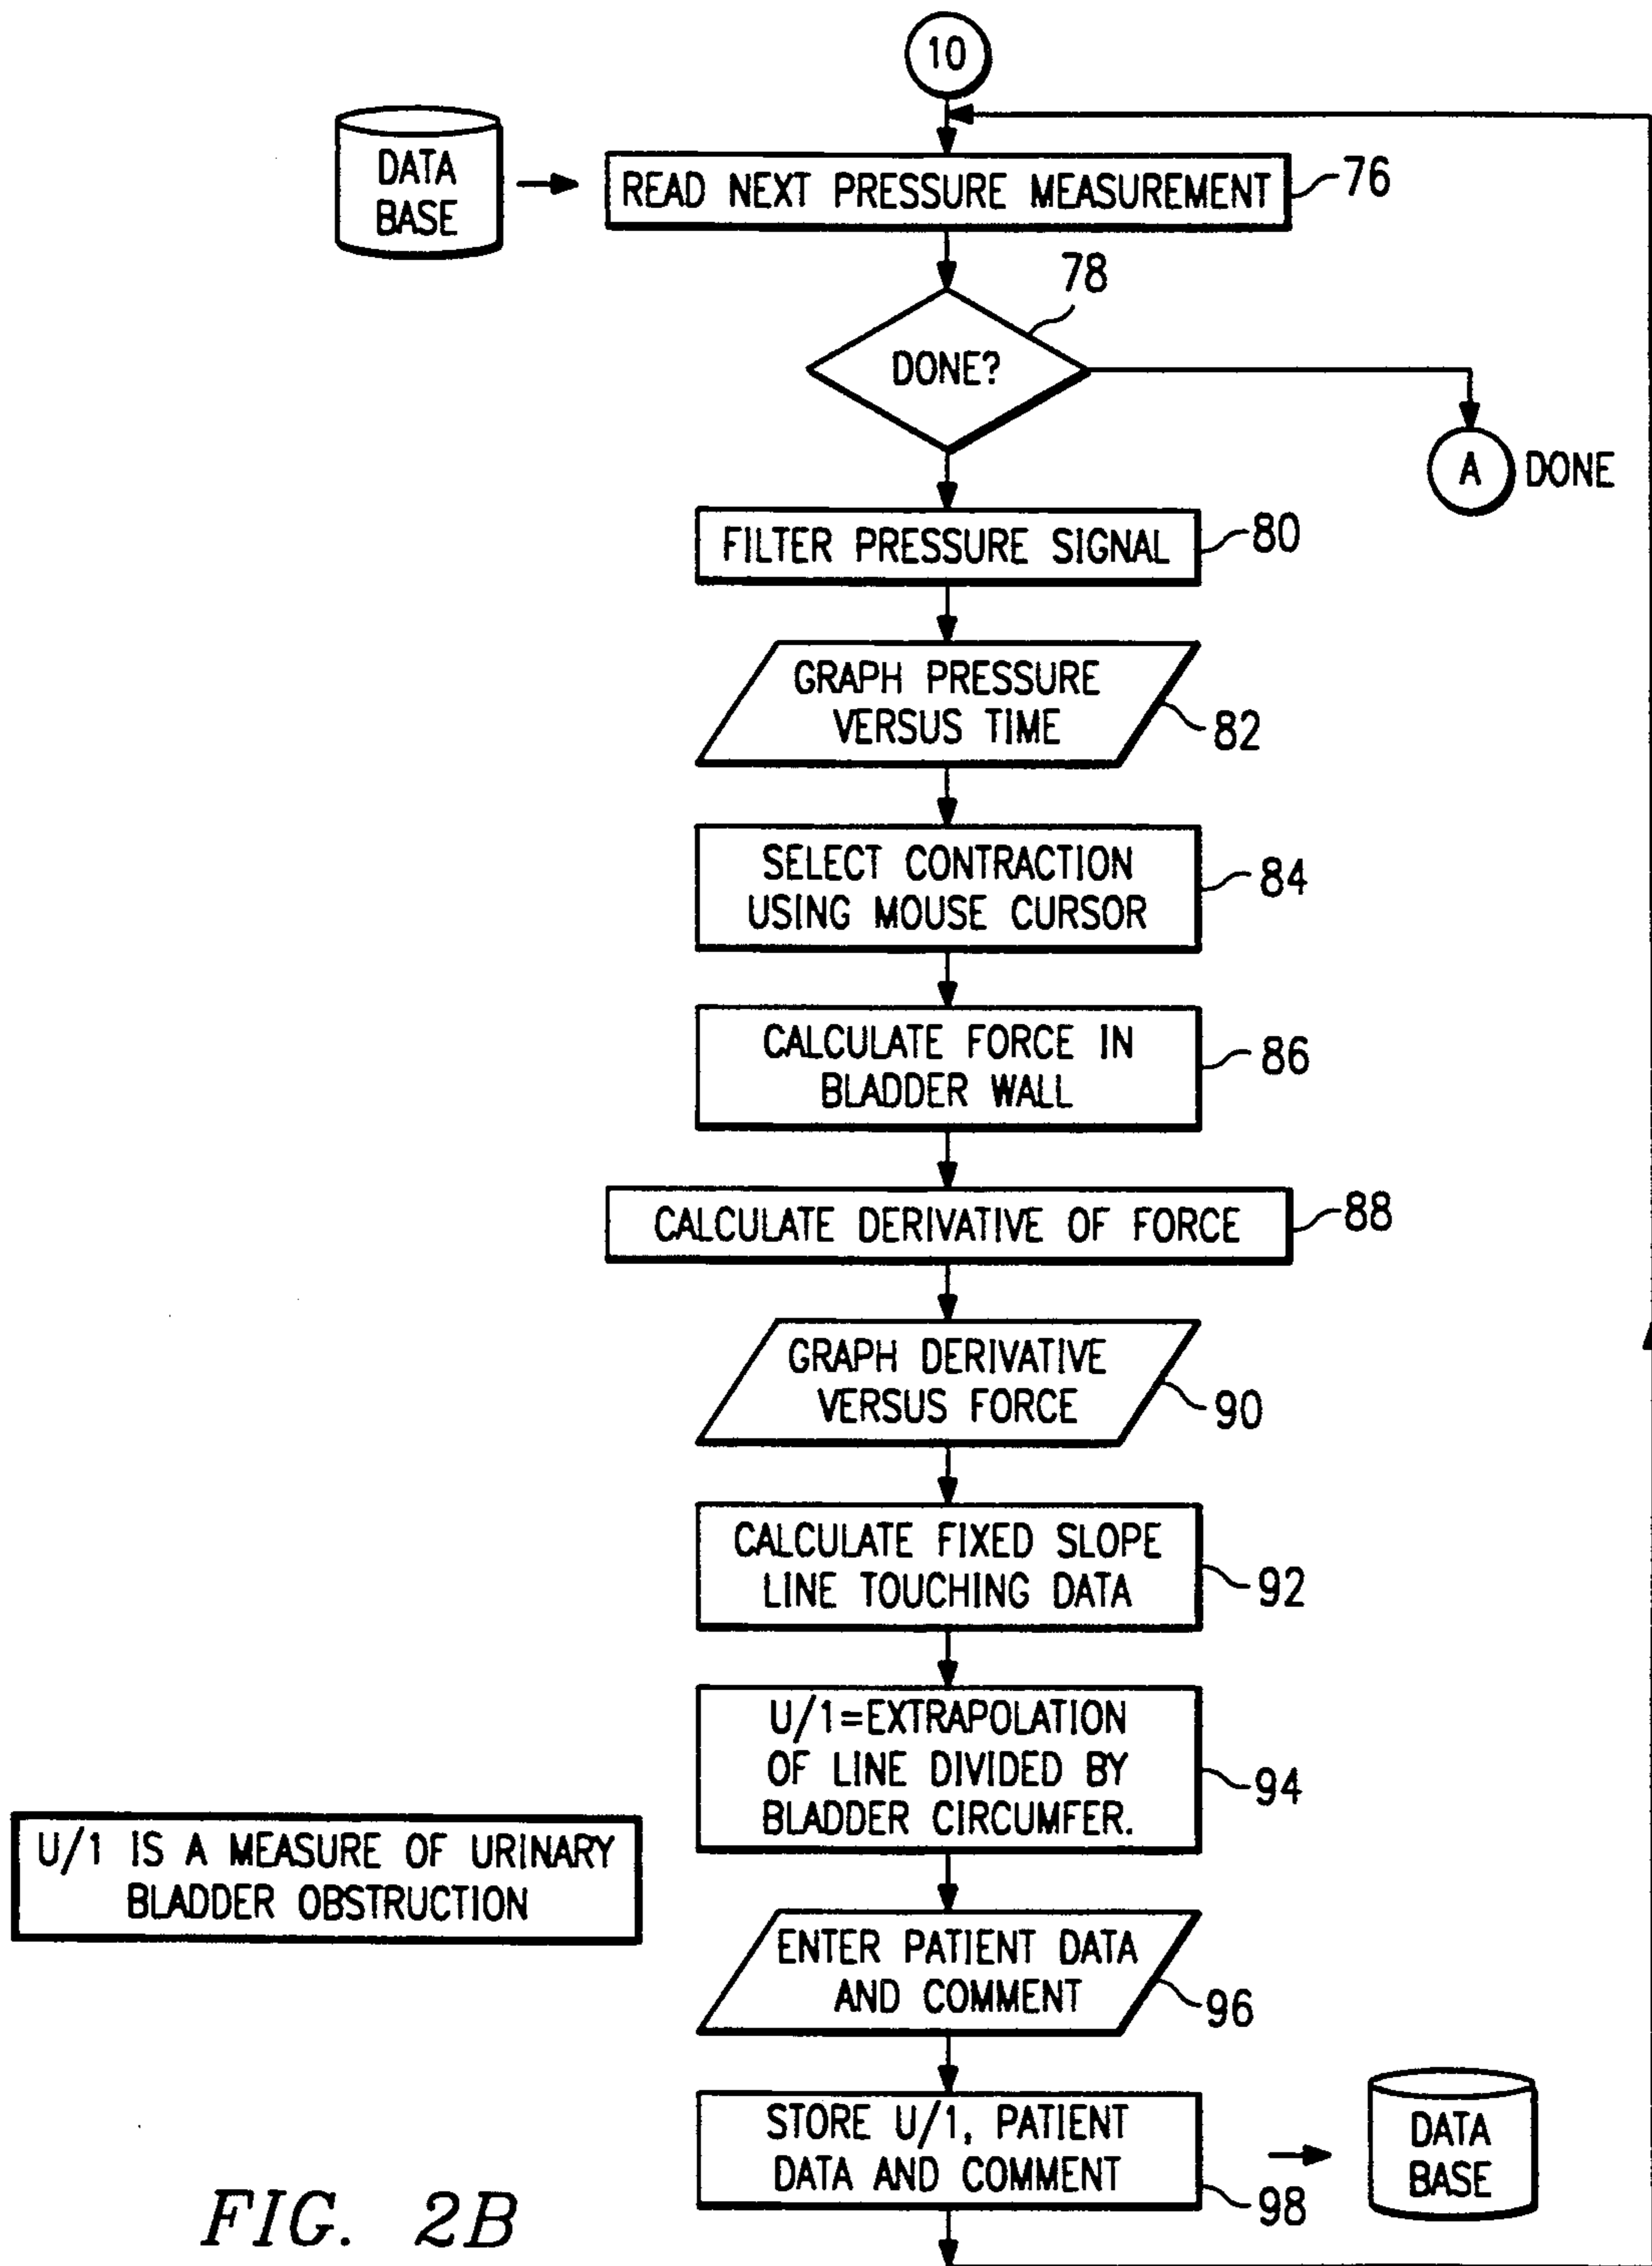 10
DATA
BASE
READ NEXT PRESSURE MEASUREMENT
76
78
DONE?
A
DONE
FILTER PRESSURE SIGNAL
80
GRAPH PRESSURE
VERSUS TIME
82
SELECT CONTRACTION
USING MOUSE CURSOR
84
CALCULATE FORCE IN
BLADDER WALL
86
CALCULATE DERIVATIVE OF FORCE
88
GRAPH DERIVATIVE
VERSUS FORCE
90
CALCULATE FIXED SLOPE
LINE TOUCHING DATA
92
U/1=EXTRAPOLATION
OF LINE DIVIDED BY
BLADDER CIRCUMFER.
94
U/1 IS A MEASURE OF URINARY
BLADDER OBSTRUCTION
ENTER PATIENT DATA
AND COMMENT
96
STORE U/1, PATIENT
DATA AND COMMENT
98
DATA
BASE
FIG. 2B